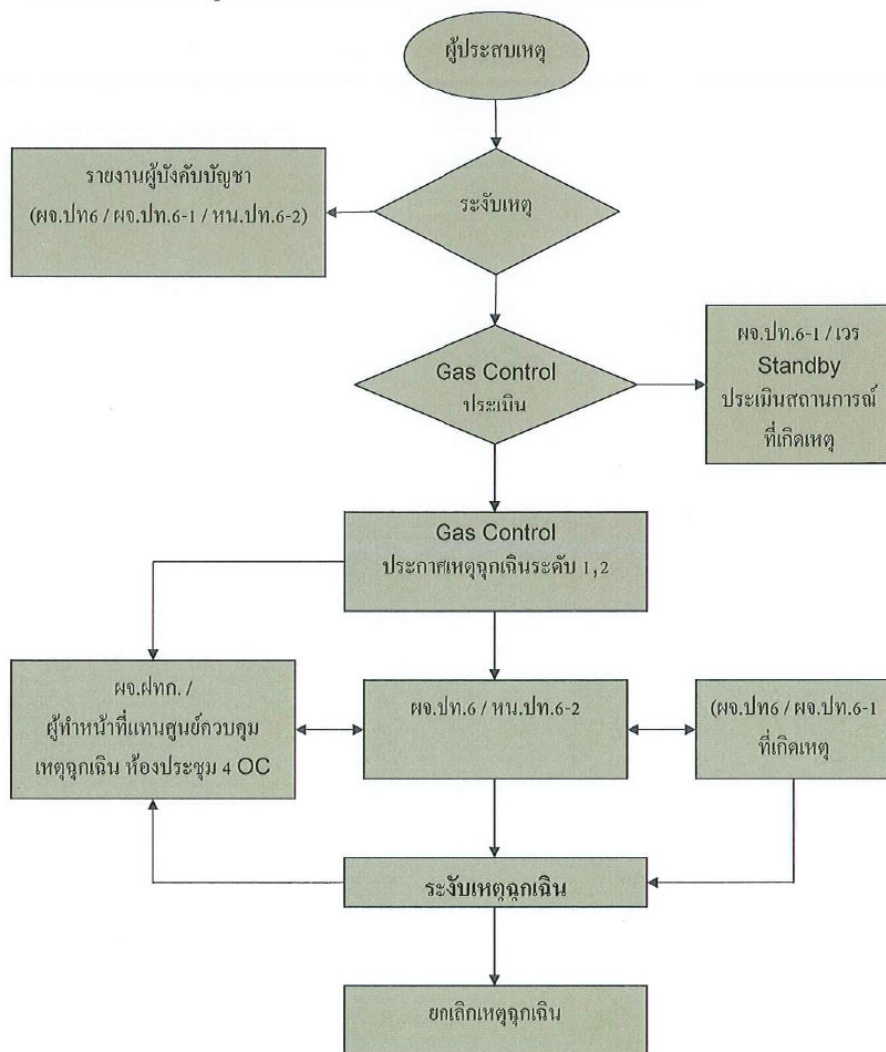 ผู้ประสบเหตุ
รายงานผู้บังคับบัญชา
(ผจ.ปท6 / ผจ.ปท.6-1 / หน.ปท.6-2)
ระงับเหตุ
Gas Control
ประเมิน
ผจ.ปท.6-1 / เวร
Standby
ประเมินสถานการณ์
ที่เกิดเหตุ
Gas Control
ประกาศเหตุฉุกเฉินระดับ 1,2
ผจ.ฝทก. /
ผู้ทำหน้าที่แทนศูนย์ควบคุม
เหตุฉุกเฉิน ห้องประชุม 4 OC
ผจ.ปท.6 / หน.ปท.6-2
(ผจ.ปท6 / ผจ.ปท.6-1
ที่เกิดเหตุ
ระงับเหตุฉุกเฉิน
ยกเลิกเหตุฉุกเฉิน